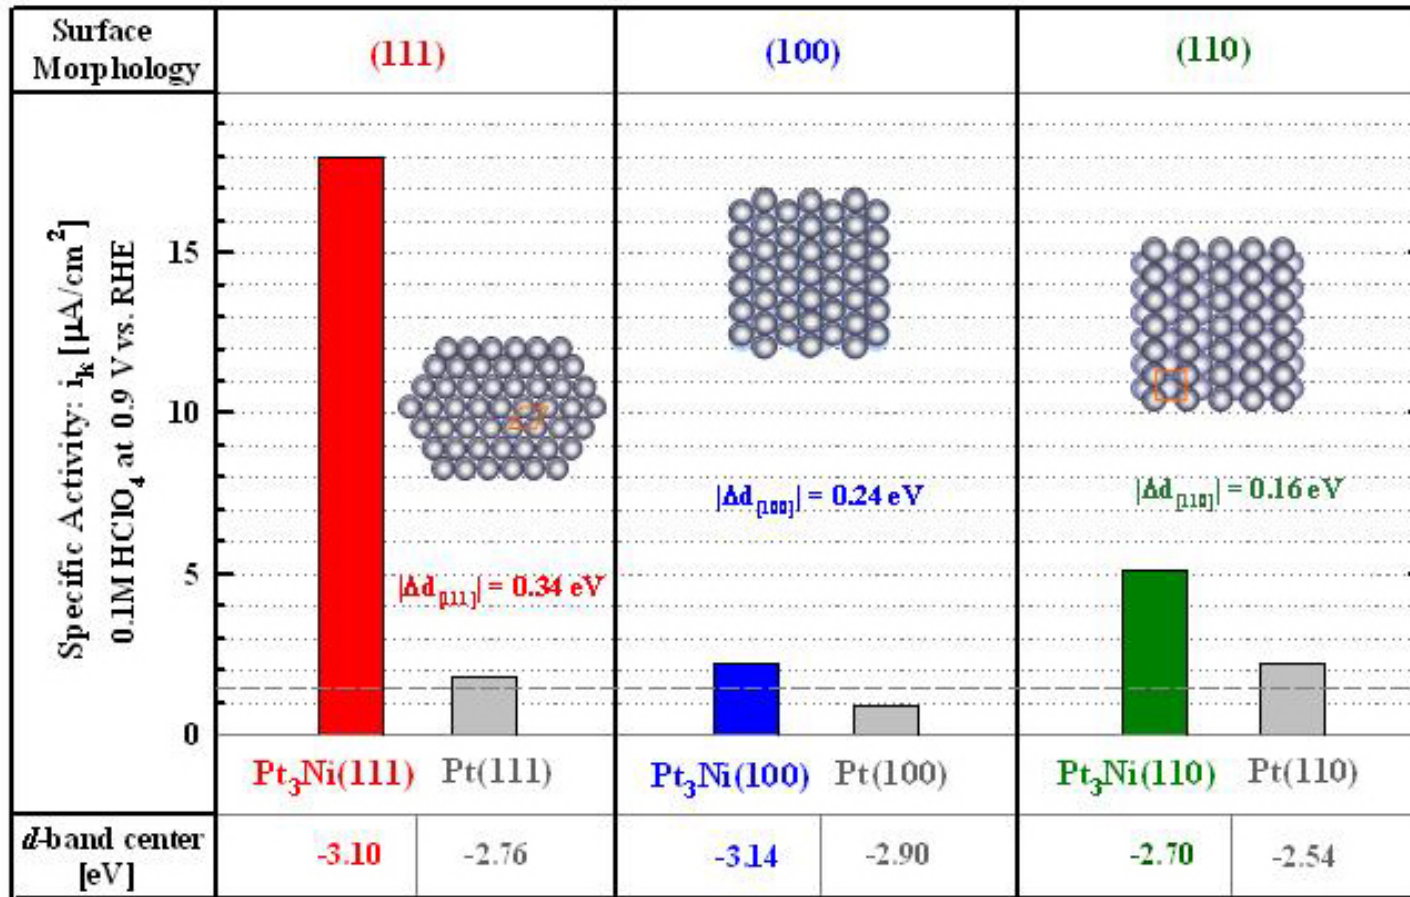 Surface
Morphology
(111)
(100)
(110)
Specific Activity: i_k [μA/cm²]
0.1M HClO₄ at 0.9 V vs. RHE
15
10
5
0
|Δd[111]| = 0.34 eV
|Δd[100]| = 0.24 eV
|Δd[110]| = 0.16 eV
Pt₃Ni(111) Pt(111)
Pt₃Ni(100) Pt(100)
Pt₃Ni(110) Pt(110)
d-band center
[eV]
-3.10 -2.76
-3.14 -2.90
-2.70 -2.54